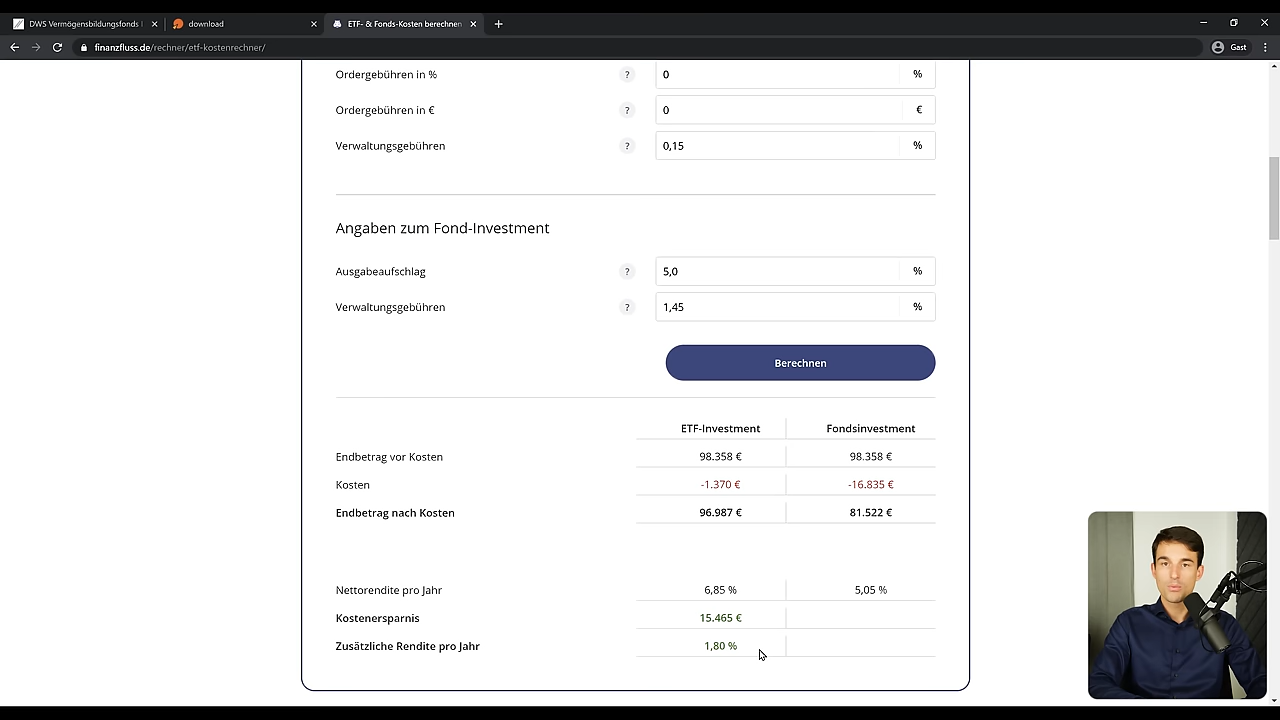 DWS Vermögensbildungsfonds I
download
ETF- & Fonds-Kosten berechnen
finanzfluss.de/rechner/etf-kostenrechner/
Gast
Ordergebühren in % ? 0 %
Ordergebühren in € ? 0 €
Verwaltungsgebühren ? 0,15 %
Angaben zum Fond-Investment
Ausgabeaufschlag ? 5,0 %
Verwaltungsgebühren ? 1,45 %
Berechnen
ETF-Investment Fondsinvestment
Endbetrag vor Kosten 98.358 € 98.358 €
Kosten -1.370 € -16.835 €
Endbetrag nach Kosten 96.987 € 81.522 €
Nettorendite pro Jahr 6,85 % 5,05 %
Kostenersparnis 15.465 €
Zusätzliche Rendite pro Jahr 1,80 %